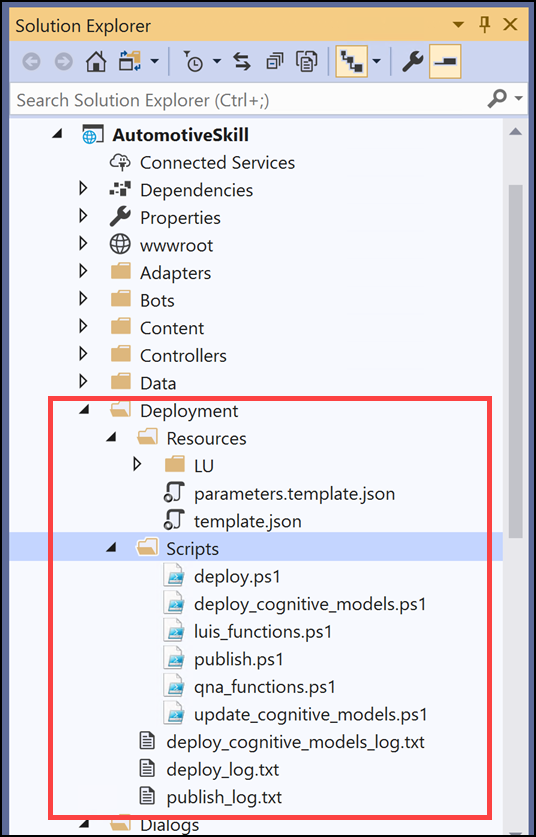 Solution Explorer
Search Solution Explorer (Ctrl+;)
AutomotiveSkill
Connected Services
Dependencies
Properties
wwwroot
Adapters
Bots
Content
Controllers
Data
Deployment
Resources
LU
parameters.template.json
template.json
Scripts
deploy.ps1
deploy_cognitive_models.ps1
luis_functions.ps1
publish.ps1
qna_functions.ps1
update_cognitive_models.ps1
deploy_cognitive_models_log.txt
deploy_log.txt
publish_log.txt
Dialogs